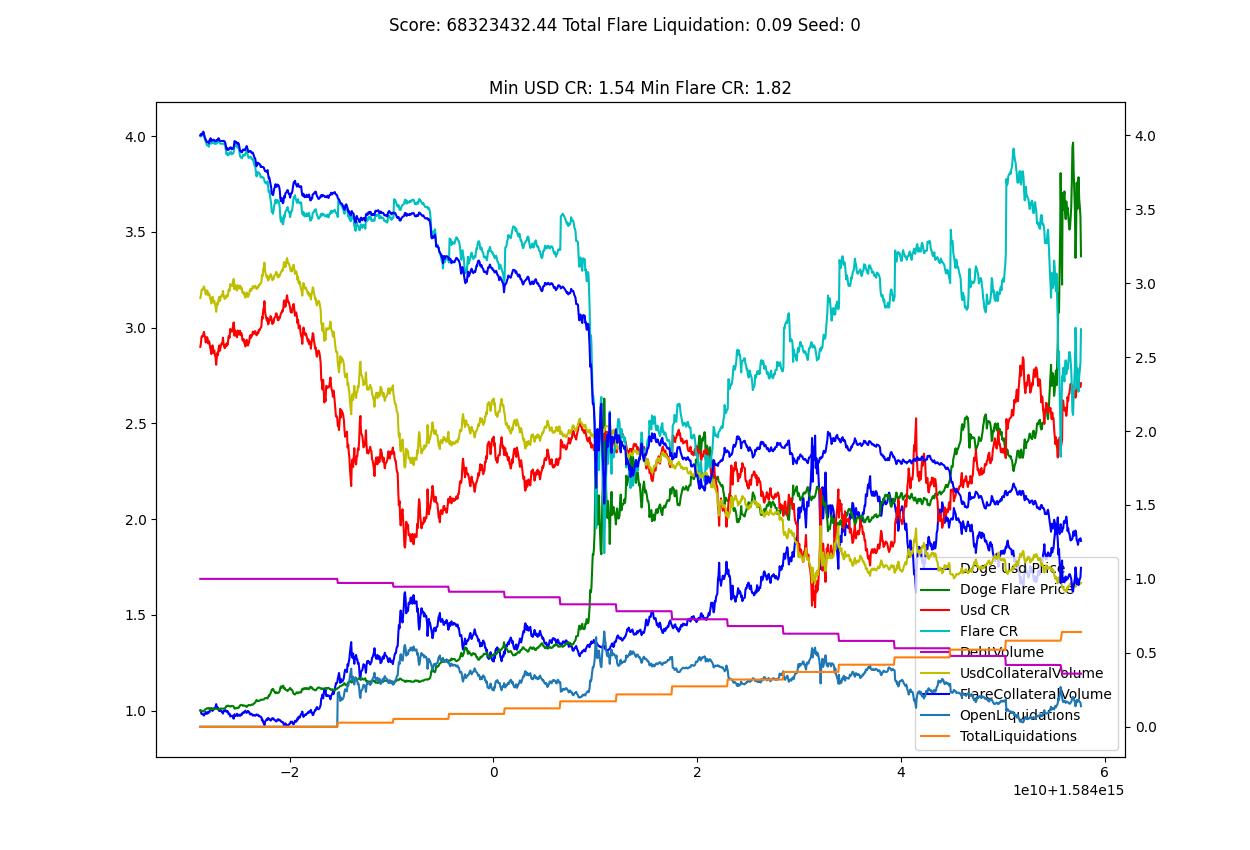 Score: 68323432.44 Total Flare Liquidation: 0.09 Seed: 0
Min USD CR: 1.54 Min Flare CR: 1.82
4.0
3.5
3.0
2.5
2.0
1.5
1.0
4.0
3.5
3.0
2.5
2.0
1.5
1.0
0.5
0.0
Doge Usd Price
Doge Flare Price
Usd CR
Flare CR
DebtVolume
UsdCollateralVolume
FlareCollateralVolume
OpenLiquidations
TotalLiquidations
−2 0 2 4 6
1e10+1.584e15